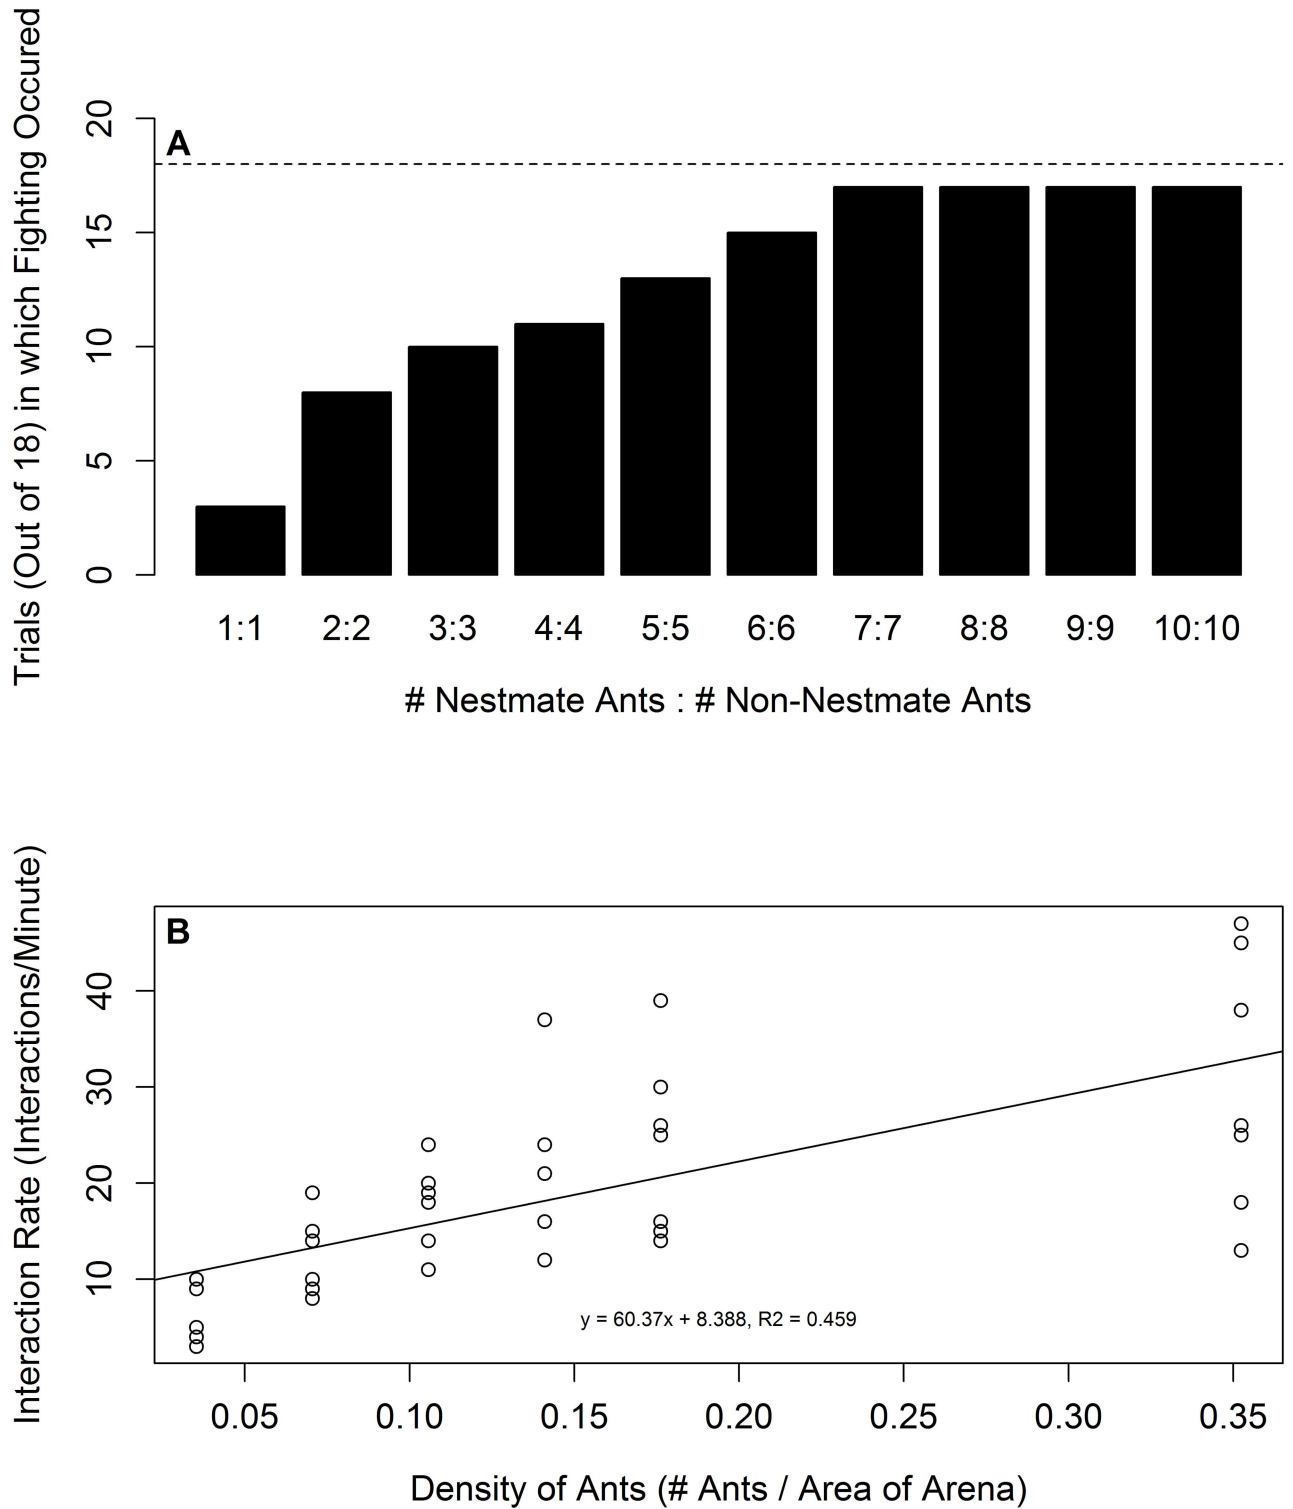 Trials (Out of 18) in which Fighting Occured
20
15
10
5
0
A
1:1 2:2 3:3 4:4 5:5 6:6 7:7 8:8 9:9 10:10
# Nestmate Ants : # Non-Nestmate Ants
Interaction Rate (Interactions/Minute)
40
30
20
10
B
y = 60.37x + 8.388, R2 = 0.459
0.05 0.10 0.15 0.20 0.25 0.30 0.35
Density of Ants (# Ants / Area of Arena)